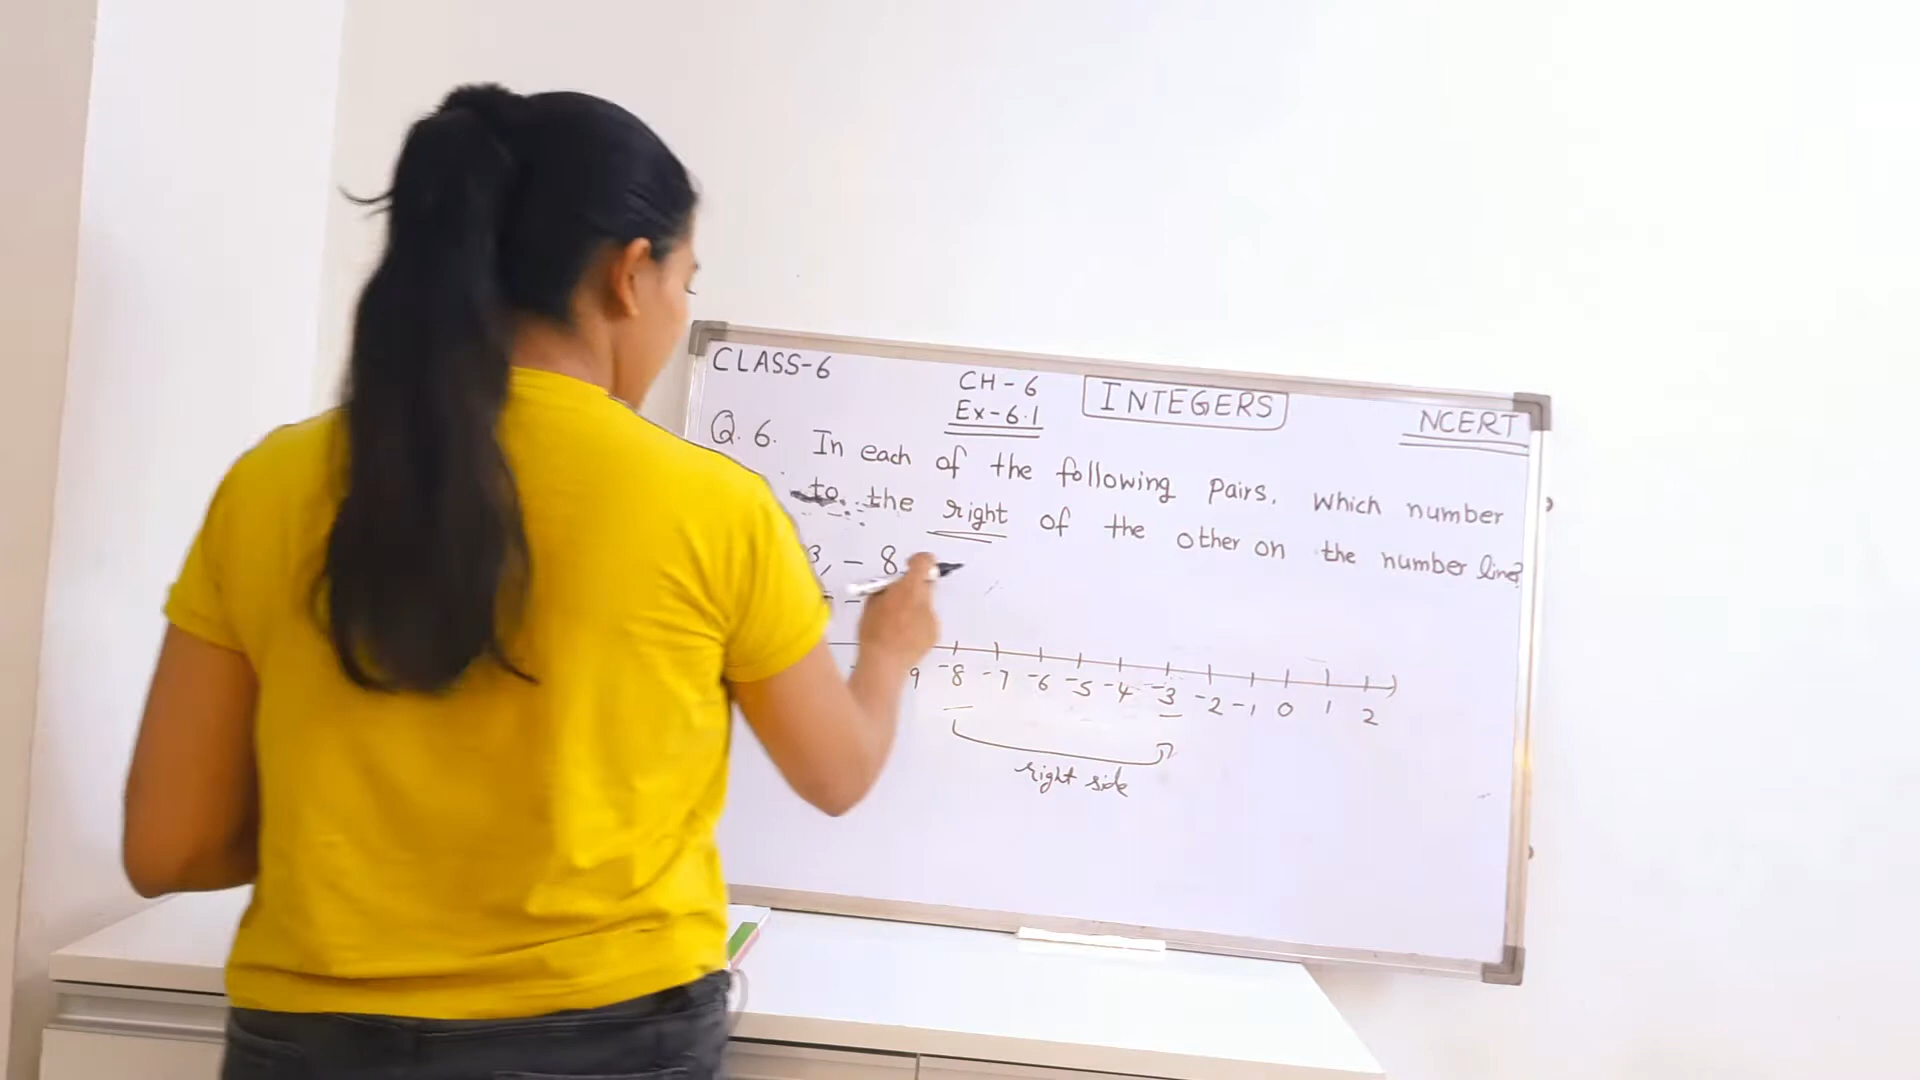 CLASS-6
CH - 6
Ex-6.1
INTEGERS
NCERT
Q. 6. In each of the following pairs. Which number
to the right of the other on the number line?
3, - 8
9 -8 -7 -6 -5 -4 -3 -2 -1 0 1 2
right side